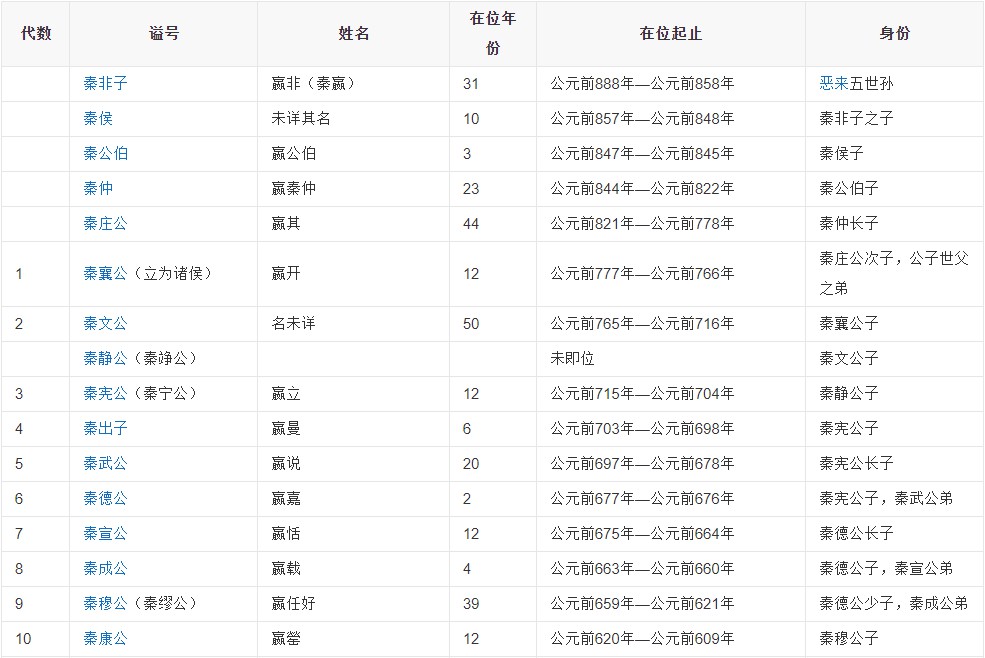 代数 谥号 姓名 在位年份 在位起止 身份
秦非子 嬴非（秦嬴） 31 公元前888年—公元前858年 恶来五世孙
秦侯 未详其名 10 公元前857年—公元前848年 秦非子之子
秦公伯 嬴公伯 3 公元前847年—公元前845年 秦侯子
秦仲 嬴秦仲 23 公元前844年—公元前822年 秦公伯子
秦庄公 嬴其 44 公元前821年—公元前778年 秦仲长子
1 秦襄公（立为诸侯） 嬴开 12 公元前777年—公元前766年 秦庄公次子，公子世父之弟
2 秦文公 名未详 50 公元前765年—公元前716年 秦襄公子
秦静公（秦竫公） 未即位 秦文公子
3 秦宪公（秦宁公） 嬴立 12 公元前715年—公元前704年 秦静公子
4 秦出子 嬴曼 6 公元前703年—公元前698年 秦宪公子
5 秦武公 嬴说 20 公元前697年—公元前678年 秦宪公长子
6 秦德公 嬴嘉 2 公元前677年—公元前676年 秦宪公子，秦武公弟
7 秦宣公 嬴恬 12 公元前675年—公元前664年 秦德公长子
8 秦成公 嬴载 4 公元前663年—公元前660年 秦德公子，秦宣公弟
9 秦穆公（秦缪公） 嬴任好 39 公元前659年—公元前621年 秦德公少子，秦成公弟
10 秦康公 嬴罃 12 公元前620年—公元前609年 秦穆公子